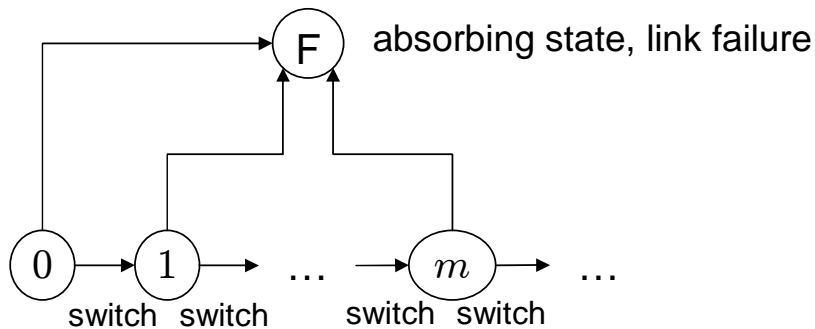 F absorbing state, link failure
0 1 … m …
switch switch switch switch